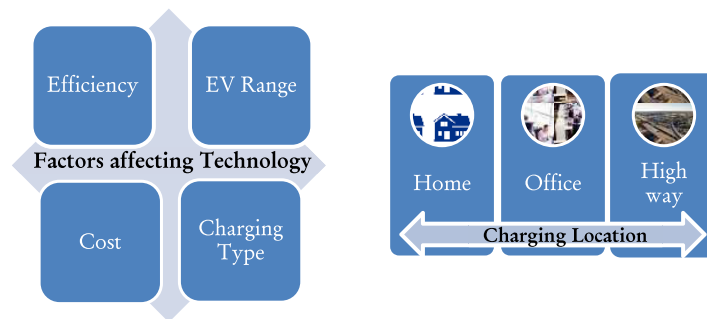 Efficiency
EV Range
Factors affecting Technology
Cost
Charging
Type
Home
Office
High
way
Charging Location